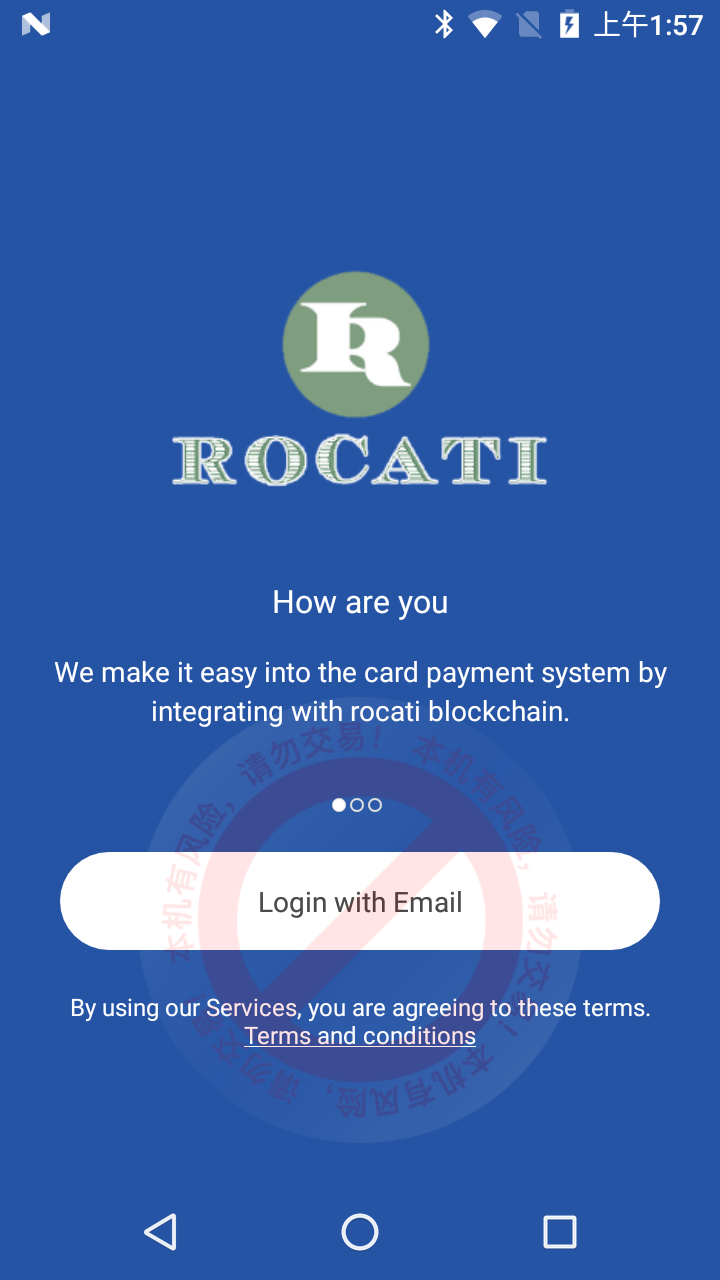 上午1:57
R
ROCATI
How are you
We make it easy into the card payment system by
integrating with rocati blockchain.
Login with Email
By using our Services, you are agreeing to these terms.
Terms and conditions
本机有风险，请勿交易！
本机有风险，请勿交易！
本机有风险，请勿交易！